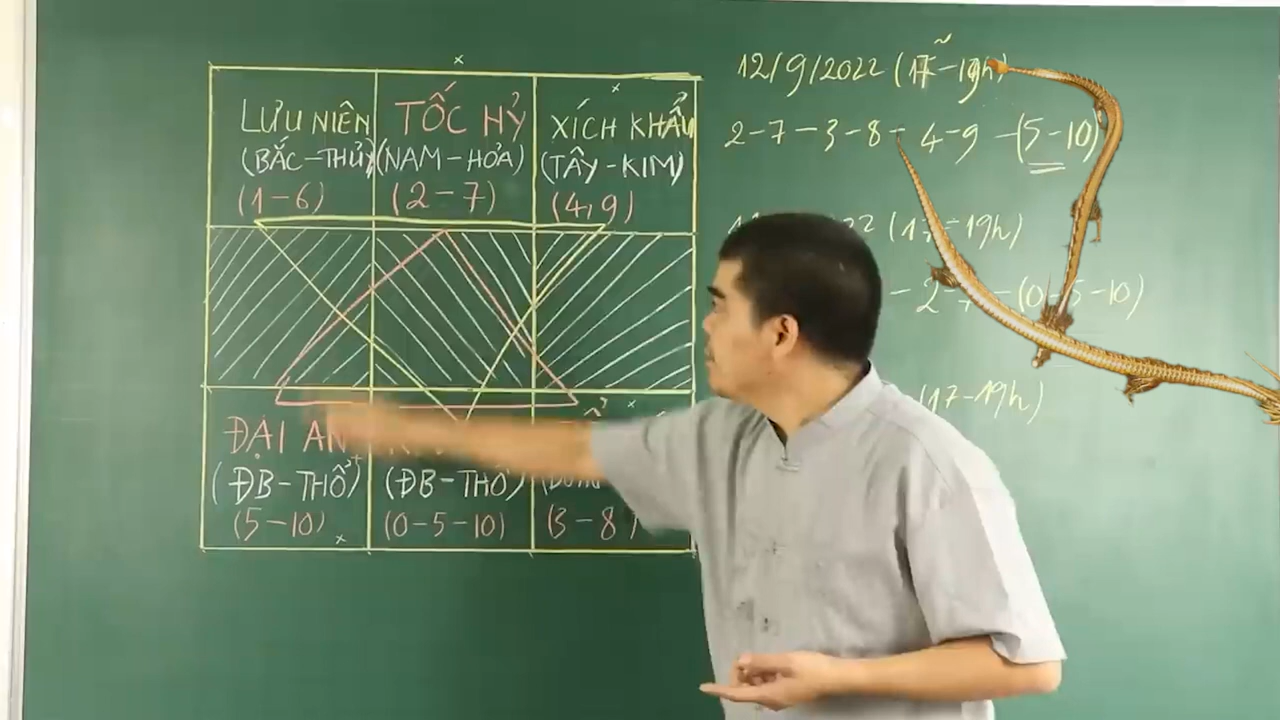 LƯU NIÊN
(BẮC-THỦY)
(1-6)
TỐC HỶ
(NAM-HỎA)
(2-7)
XÍCH KHẨU
(TÂY-KIM)
(4,9)
ĐẠI AN
(ĐB-THỔ)
(5-10)
(ĐB-THỔ)
(0-5-10)
(3-8
12/9/2022 (17-19h)
2-7-3-8-4-9-(5-10)
(17-19h)
-2-7-(0-5-10)
(17-19h)